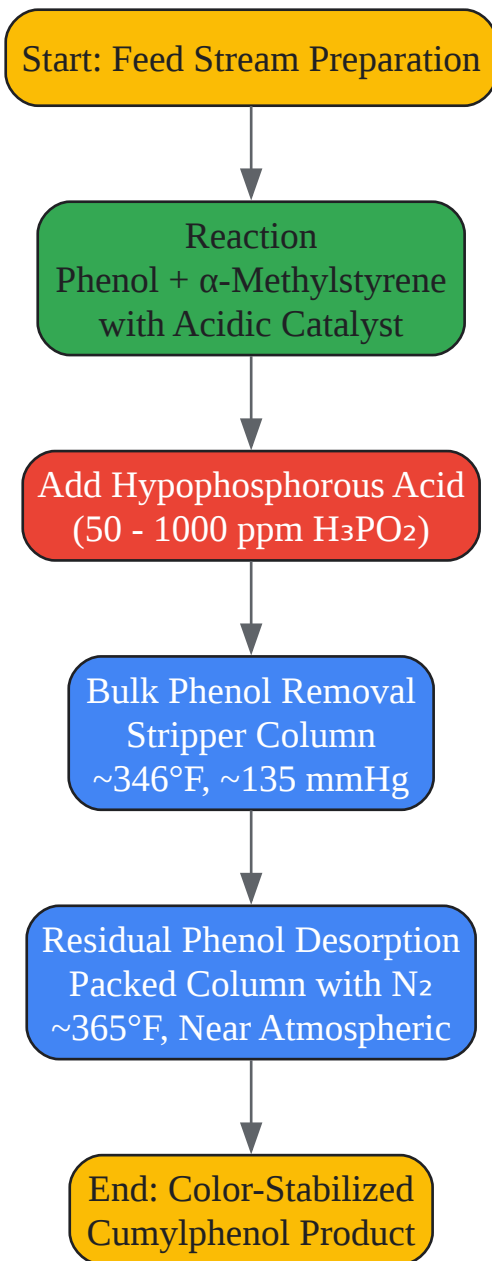 Start: Feed Stream Preparation
Reaction
Phenol + α-Methylstyrene
with Acidic Catalyst
Add Hypophosphorous Acid
(50 - 1000 ppm H₃PO₂)
Bulk Phenol Removal
Stripper Column
~346°F, ~135 mmHg
Residual Phenol Desorption
Packed Column with N₂
~365°F, Near Atmospheric
End: Color-Stabilized
Cumylphenol Product